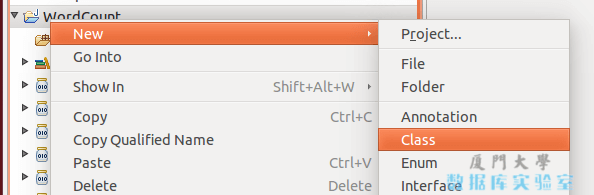 WordCount
New
Go Into
Show In Shift+Alt+W
Copy Ctrl+C
Copy Qualified Name
Paste Ctrl+V
Delete Delete
Project...
File
Folder
Annotation
Class
Enum
Interface
厦門大學
数据库实验室